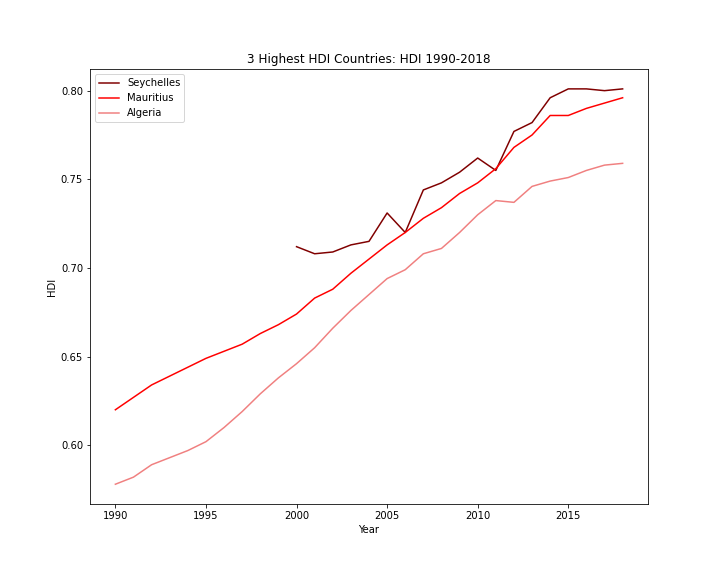 3 Highest HDI Countries: HDI 1990-2018
Seychelles
Mauritius
Algeria
0.80
0.75
0.70
0.65
0.60
HDI
1990 1995 2000 2005 2010 2015
Year